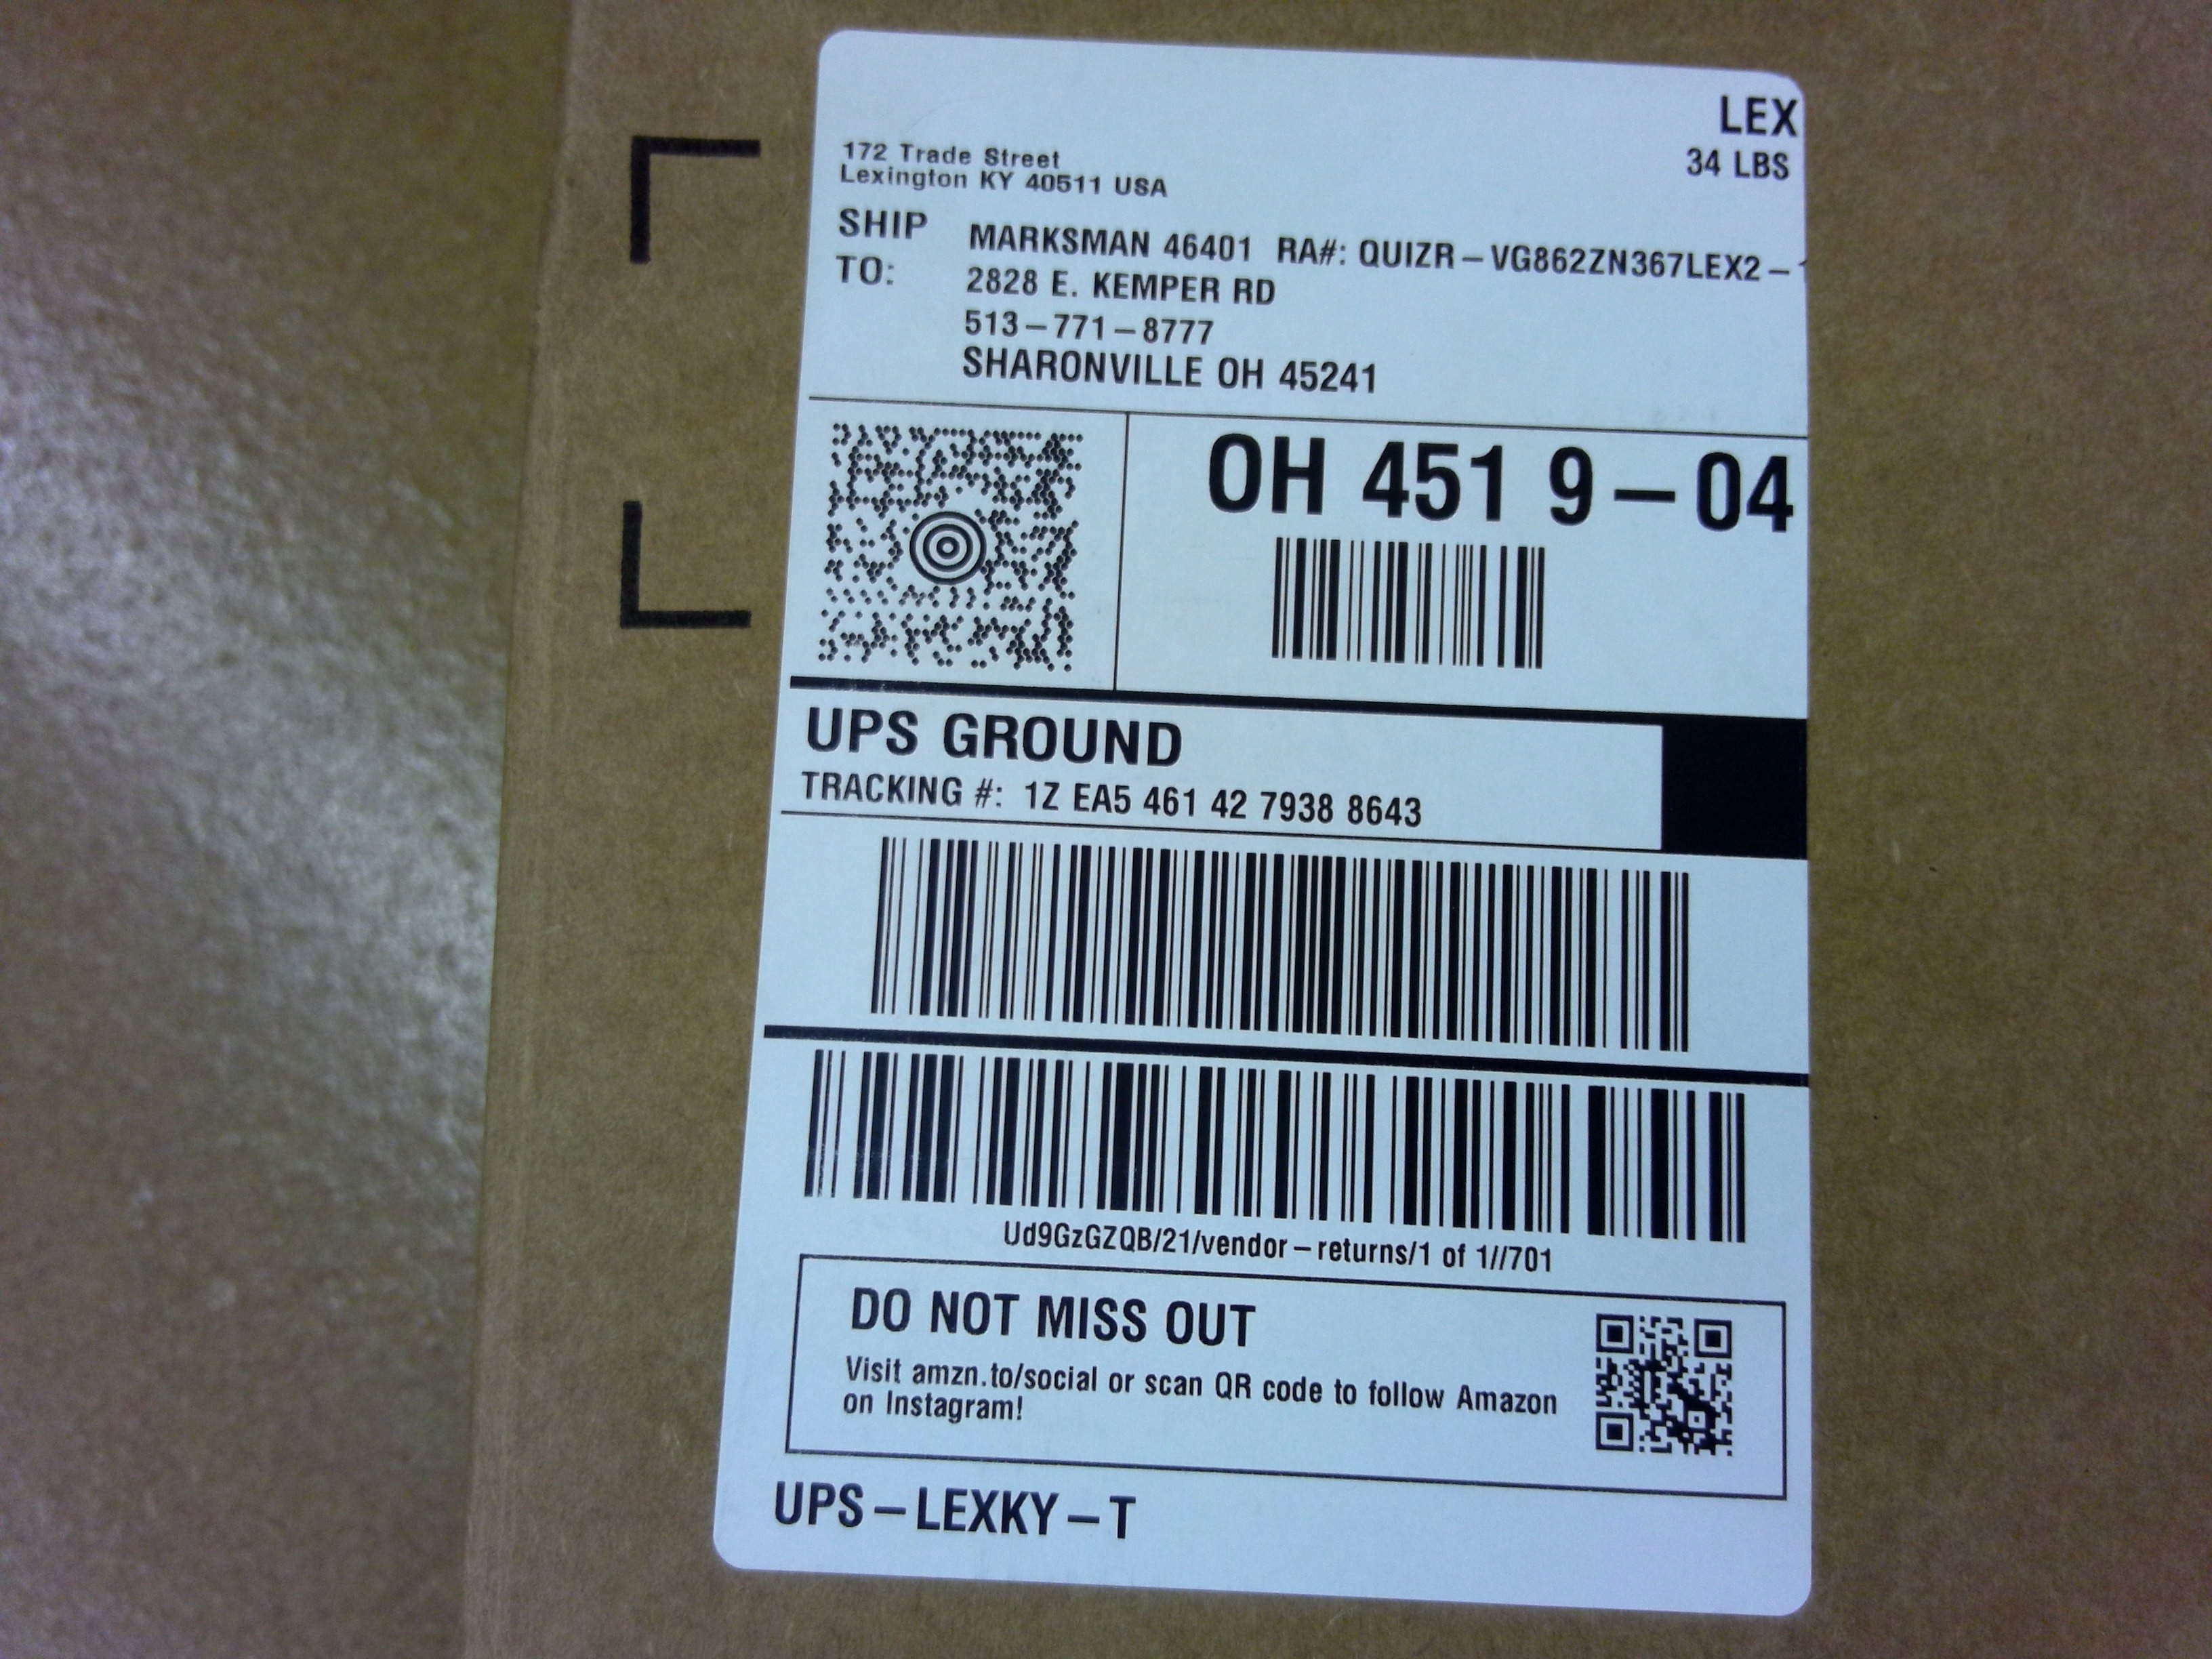 LEX
34 LBS
172 Trade Street
Lexington KY 40511 USA
SHIP TO:
MARKSMAN 46401 RA#: QUIZR-VG862ZN367LEX2-
2828 E. KEMPER RD
513-771-8777
SHARONVILLE OH 45241
OH 451 9-04
UPS GROUND
TRACKING #: 1Z EA5 461 42 7938 8643
Ud9GzGZQB/21/vendor-returns/1 of 1//701
DO NOT MISS OUT
Visit amzn.to/social or scan QR code to follow Amazon
on Instagram!
UPS-LEXKY-T